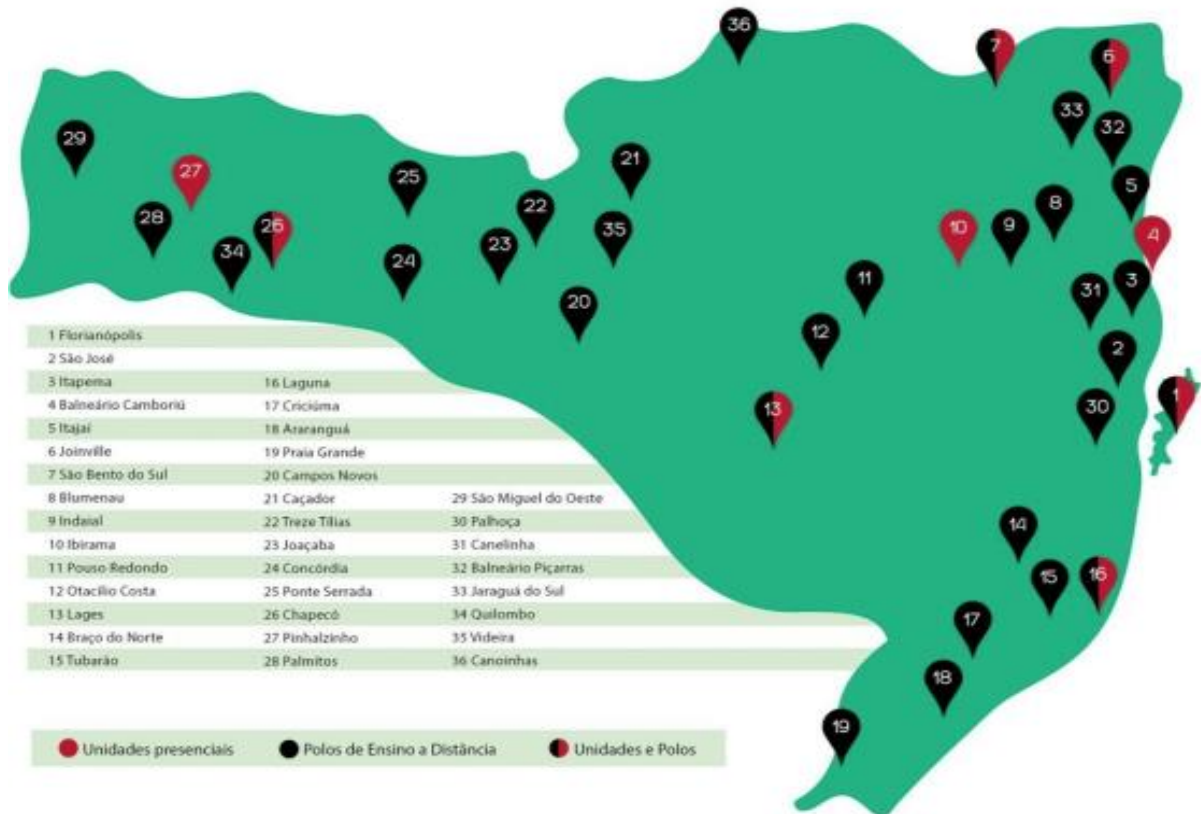 36
7
6
33
32
29
27
25
21
5
28
26
22
8
34
23
35
9
10
4
24
11
31
3
20
12
2
13
30
1
14
15
16
17
18
19
1 Florianópolis
2 São José
3 Itapema
4 Balneário Camboriú
5 Itajaí
6 Joinville
7 São Bento do Sul
8 Blumenau
9 Indaial
10 Ibirama
11 Pouso Redondo
12 Otacílio Costa
13 Lages
14 Braço do Norte
15 Tubarão
16 Laguna
17 Criciúma
18 Araranguá
19 Praia Grande
20 Campos Novos
21 Caçador
22 Treze Tílias
23 Joaçaba
24 Concórdia
25 Ponte Serrada
26 Chapecó
27 Pinhalzinho
28 Palmitos
29 São Miguel do Oeste
30 Palhoça
31 Canelinha
32 Balneário Piçarras
33 Jaraguá do Sul
34 Quilombo
35 Videira
36 Canoinhas
Unidades presenciais
Polos de Ensino a Distância
Unidades e Polos